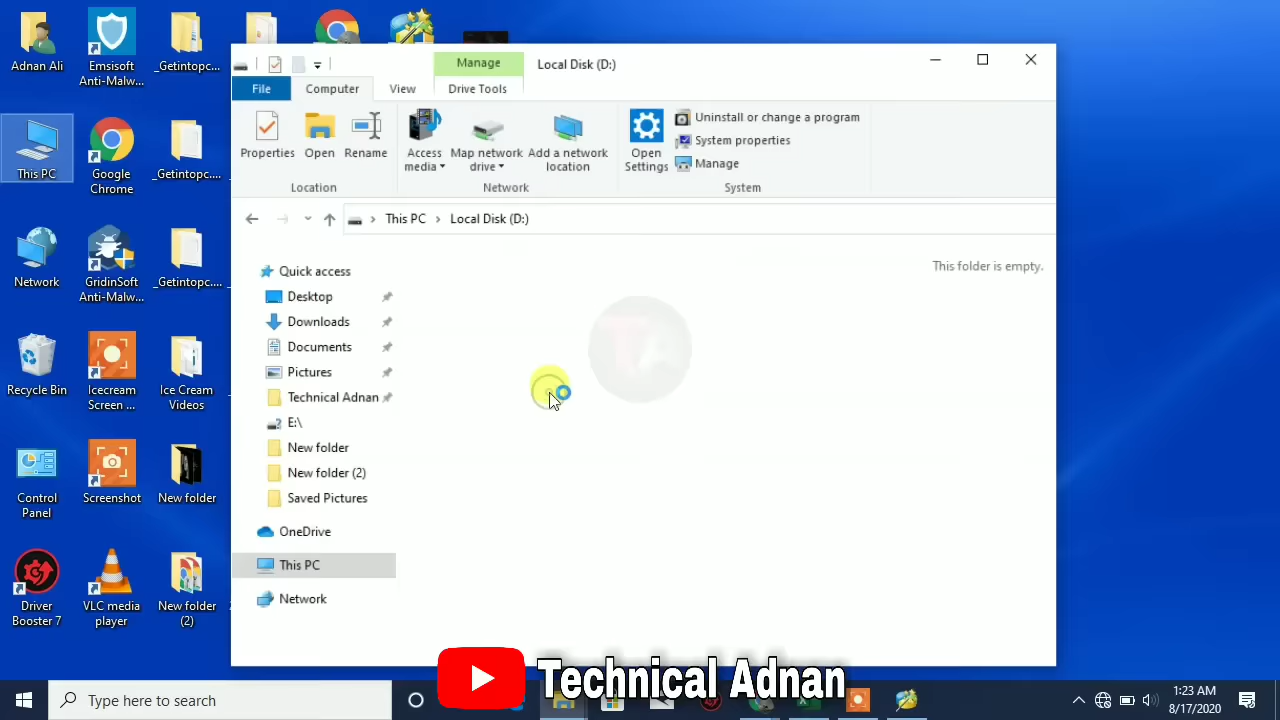 Adnan Ali
Emsisoft
Anti-Malw...
_Getintopc...
This PC
Google
Chrome
_Getintopc....
Network
GridinSoft
Anti-Malw...
_Getintopc....
Recycle Bin
Icecream
Screen ...
Ice Cream
Videos
Control
Panel
Screenshot
New folder
Driver
Booster 7
VLC media
player
New folder
(2)
Manage
Local Disk (D:)
File
Computer
View
Drive Tools
Properties
Open
Rename
Location
Access
media
Map network
drive
Add a network
location
Network
Open
Settings
Uninstall or change a program
System properties
Manage
System
This PC
Local Disk (D:)
This folder is empty.
Quick access
Desktop
Downloads
Documents
Pictures
Technical Adnan
E:\
New folder
New folder (2)
Saved Pictures
OneDrive
This PC
Network
Technical Adnan
Type here to search
1:23 AM
8/17/2020